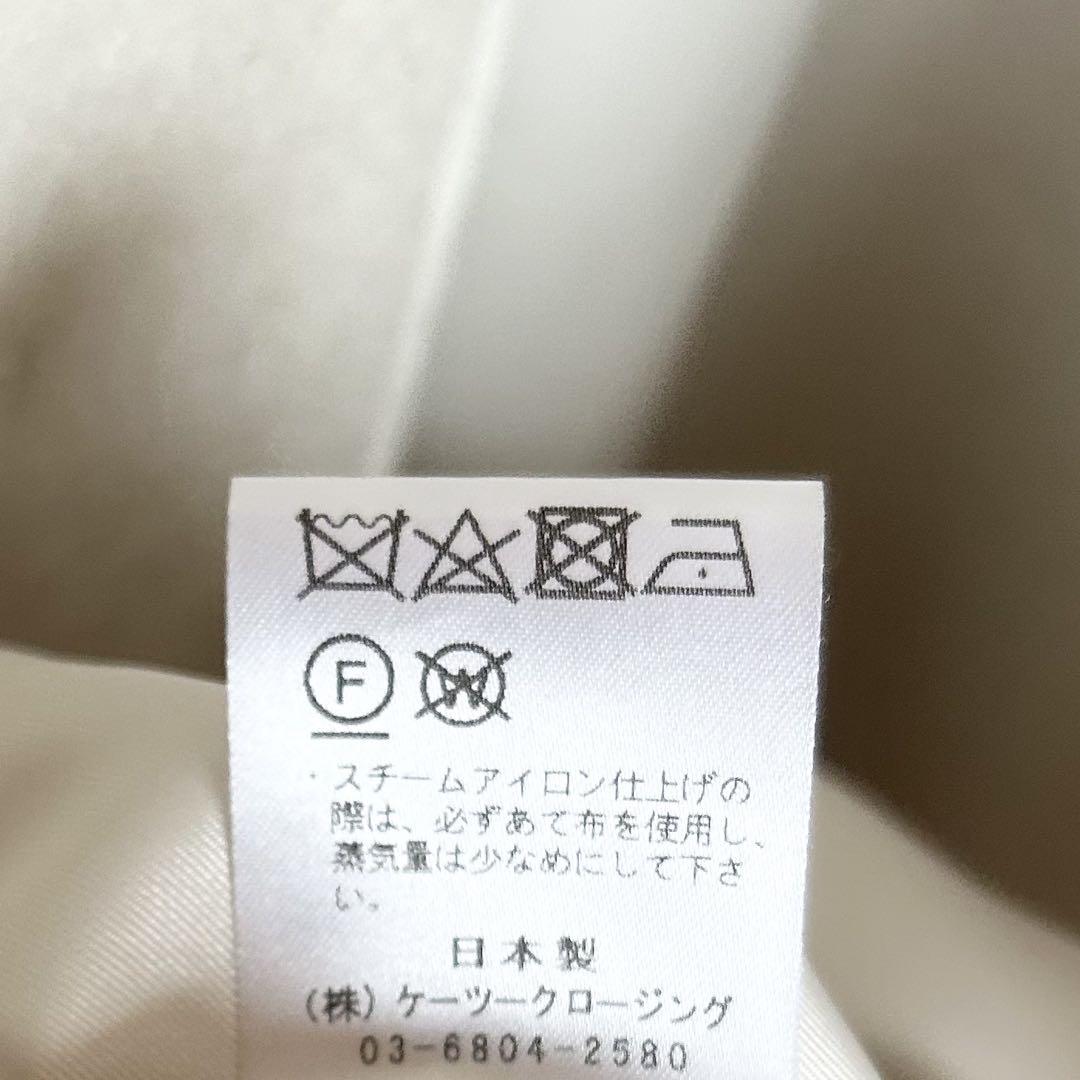 F
W
・スチームアイロン仕上げの
際は、必ずあて布を使用し、
蒸気量は少なめにして下さ
い。
日本製
(株)ケーツークロージング
03-6804-2580